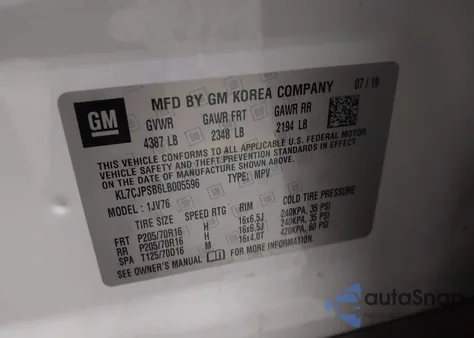 GM
MFD BY GM KOREA COMPANY 07/19
GVWR GAWR FRT GAWR RR
4387 LB 2348 LB 2194 LB
THIS VEHICLE CONFORMS TO ALL APPLICABLE U.S. FEDERAL MOTOR
VEHICLE SAFETY AND THEFT PREVENTION STANDARDS IN EFFECT
ON THE DATE OF MANUFACTURE SHOWN ABOVE.
KL7CJPSB6LB005596 TYPE: MPV
MODEL: 1JV76
TIRE SIZE SPEED RTG RIM COLD TIRE PRESSURE
FRT P205/70R16 H 16x6.5J 240KPA, 35 PSI
RR P205/70R16 H 16x6.5J 240KPA, 35 PSI
SPA T125/70D16 M 16x4.0T 420KPA, 60 PSI
SEE OWNER'S MANUAL FOR MORE INFORMATION.
autoSnap